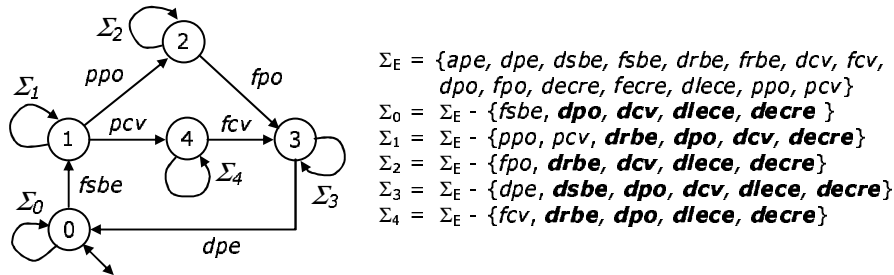 Σ2
2
ppo
fpo
Σ1
1
pcv
4
fcv
3
Σ4
Σ3
fsbe
Σ0
0
dpe
ΣE = {ape, dpe, dsbe, fsbe, drbe, frbe, dcv, fcv,
dpo, fpo, decre, fecre, dlece, ppo, pcv}
Σ0 = ΣE - {fsbe, dpo, dcv, dlece, decre }
Σ1 = ΣE - {ppo, pcv, drbe, dpo, dcv, decre}
Σ2 = ΣE - {fpo, drbe, dcv, dlece, decre}
Σ3 = ΣE - {dpe, dsbe, dpo, dcv, dlece, decre}
Σ4 = ΣE - {fcv, drbe, dpo, dlece, decre}